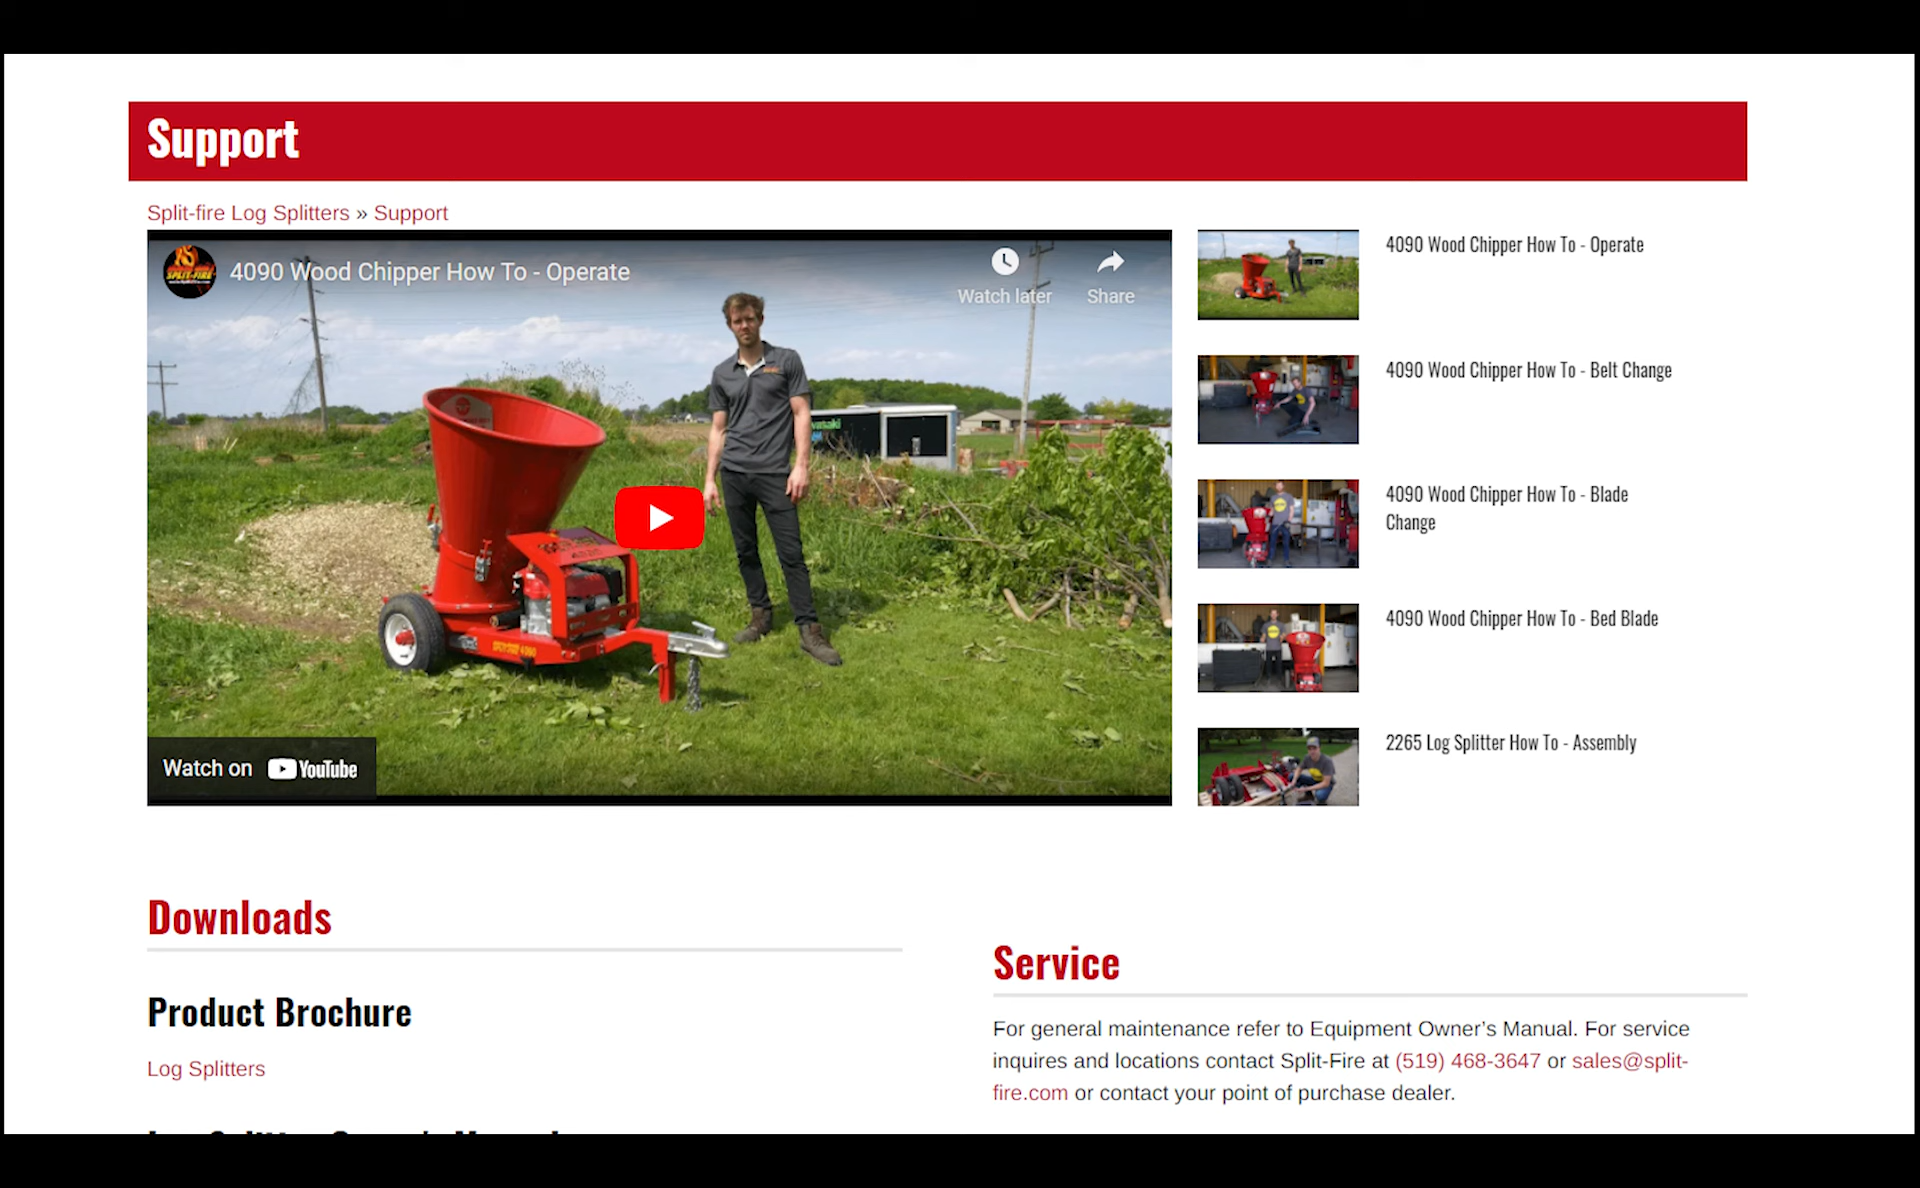 Support
Split-fire Log Splitters » Support
SPLIT-FIRE
4090 Wood Chipper How To - Operate
Watch later
Share
Watch on YouTube
4090 Wood Chipper How To - Operate
4090 Wood Chipper How To - Belt Change
4090 Wood Chipper How To - Blade
Change
4090 Wood Chipper How To - Bed Blade
2265 Log Splitter How To - Assembly
Downloads
Product Brochure
Log Splitters
Service
For general maintenance refer to Equipment Owner’s Manual. For service
inquires and locations contact Split-Fire at (519) 468-3647 or sales@split-
fire.com or contact your point of purchase dealer.